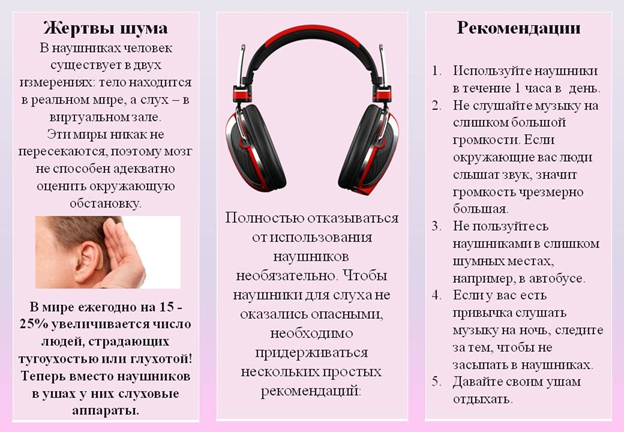 Жертвы шума
В наушниках человек
существует в двух
измерениях: тело находится
в реальном мире, а слух – в
виртуальном зале.
Эти миры никак не
пересекаются, поэтому мозг
не способен адекватно
оценить окружающую
обстановку.
В мире ежегодно на 15 -
25% увеличивается число
людей, страдающих
тугоухостью или глухотой!
Теперь вместо наушников
в ушах у них слуховые
аппараты.
Полностью отказываться
от использования
наушников
необязательно. Чтобы
наушники для слуха не
оказались опасными,
необходимо
придерживаться
нескольких простых
рекомендаций:
Рекомендации
1. Используйте наушники
в течение 1 часа в день.
2. Не слушайте музыку на
слишком большой
громкости. Если
окружающие вас люди
слышат звук, значит
громкость чрезмерно
большая.
3. Не пользуйтесь
наушниками в слишком
шумных местах,
например, в автобусе.
4. Если у вас есть
привычка слушать
музыку на ночь, следите
за тем, чтобы не
засыпать в наушниках.
5. Давайте своим ушам
отдыхать.